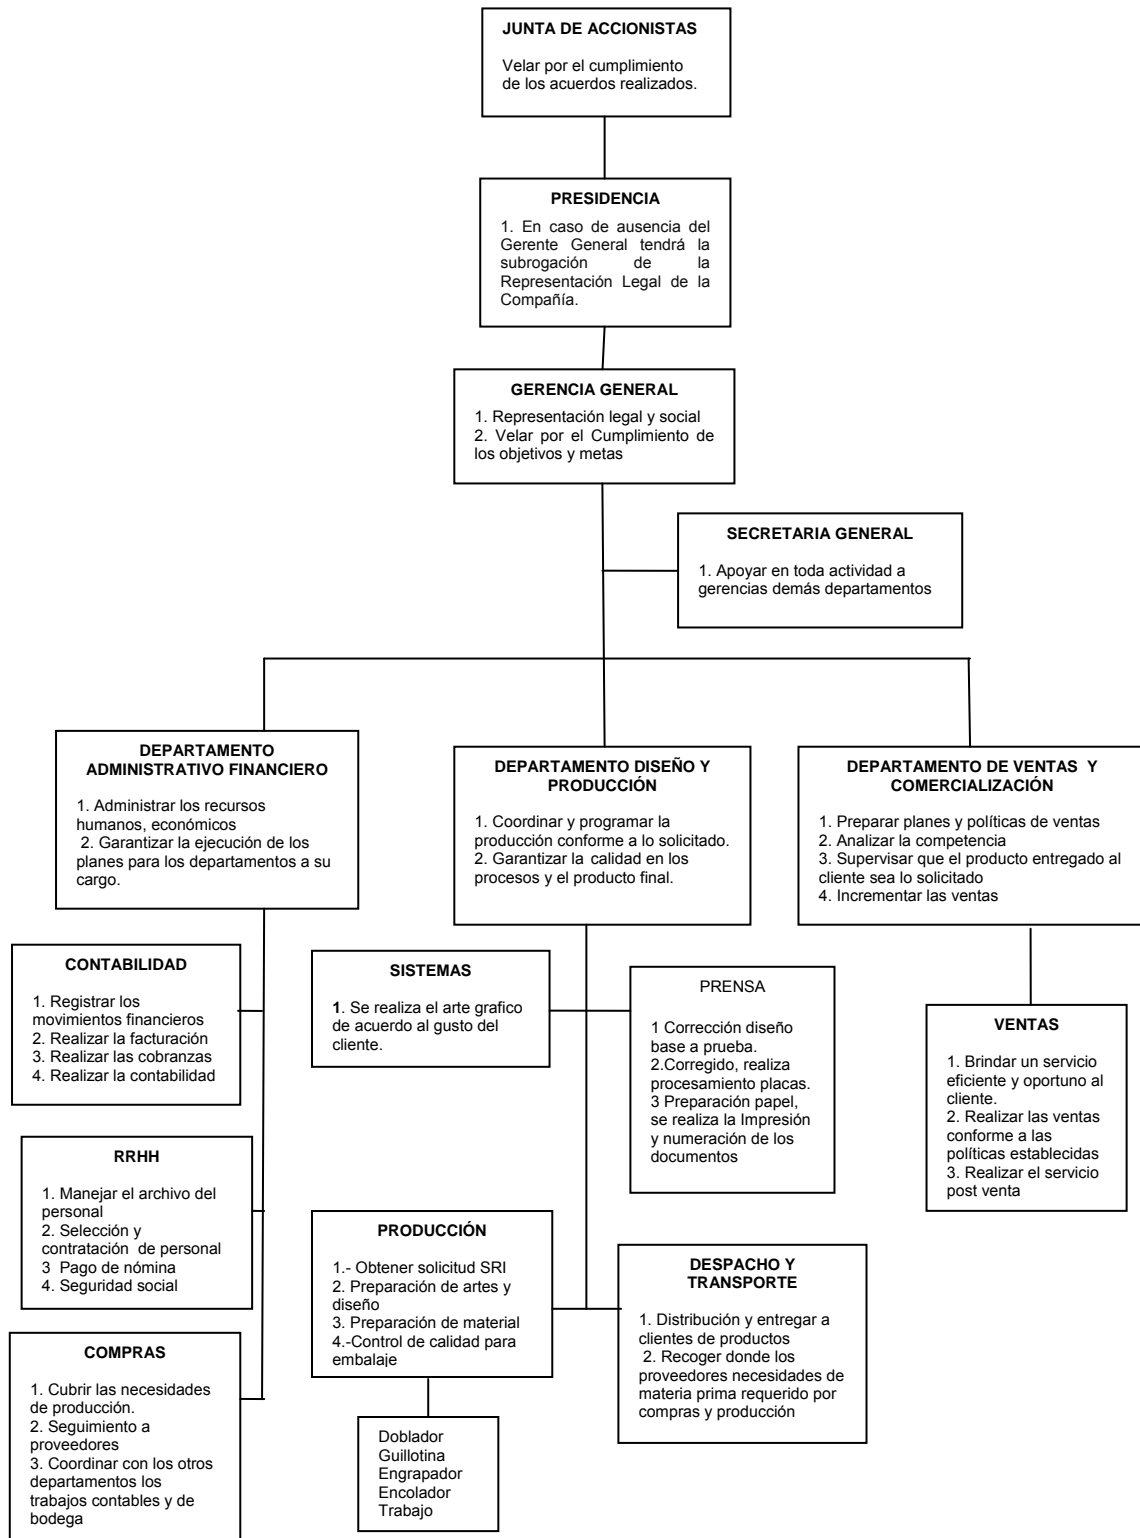 JUNTA DE ACCIONISTAS
Velar por el cumplimiento
de los acuerdos realizados.
PRESIDENCIA
1. En caso de ausencia del
Gerente General tendrá la
subrogación de la
Representación Legal de la
Compañía.
GERENCIA GENERAL
1. Representación legal y social
2. Velar por el Cumplimiento de
los objetivos y metas
SECRETARIA GENERAL
1. Apoyar en toda actividad a
gerencias demás departamentos
DEPARTAMENTO
ADMINISTRATIVO FINANCIERO
1. Administrar los recursos
humanos, económicos
2. Garantizar la ejecución de los
planes para los departamentos a su
cargo.
DEPARTAMENTO DISEÑO Y
PRODUCCIÓN
1. Coordinar y programar la
producción conforme a lo solicitado.
2. Garantizar la calidad en los
procesos y el producto final.
DEPARTAMENTO DE VENTAS Y
COMERCIALIZACIÓN
1. Preparar planes y políticas de ventas
2. Analizar la competencia
3. Supervisar que el producto entregado al
cliente sea lo solicitado
4. Incrementar las ventas
CONTABILIDAD
1. Registrar los
movimientos financieros
2. Realizar la facturación
3. Realizar las cobranzas
4. Realizar la contabilidad
SISTEMAS
1. Se realiza el arte grafico
de acuerdo al gusto del
cliente.
PRENSA
1 Corrección diseño
base a prueba.
2.Corregido, realiza
procesamiento placas.
3 Preparación papel,
se realiza la Impresión
y numeración de los
documentos
VENTAS
1. Brindar un servicio
eficiente y oportuno al
cliente.
2. Realizar las ventas
conforme a las
políticas establecidas
3. Realizar el servicio
post venta
RRHH
1. Manejar el archivo del
personal
2. Selección y
contratación de personal
3 Pago de nómina
4. Seguridad social
PRODUCCIÓN
1.- Obtener solicitud SRI
2. Preparación de artes y
diseño
3. Preparación de material
4.-Control de calidad para
embalaje
DESPACHO Y
TRANSPORTE
1. Distribución y entregar a
clientes de productos
2. Recoger donde los
proveedores necesidades de
materia prima requerido por
compras y producción
COMPRAS
1. Cubrir las necesidades
de producción.
2. Seguimiento a
proveedores
3. Coordinar con los otros
departamentos los
trabajos contables y de
bodega
Doblador
Guillotina
Engrapador
Encolador
Trabajo